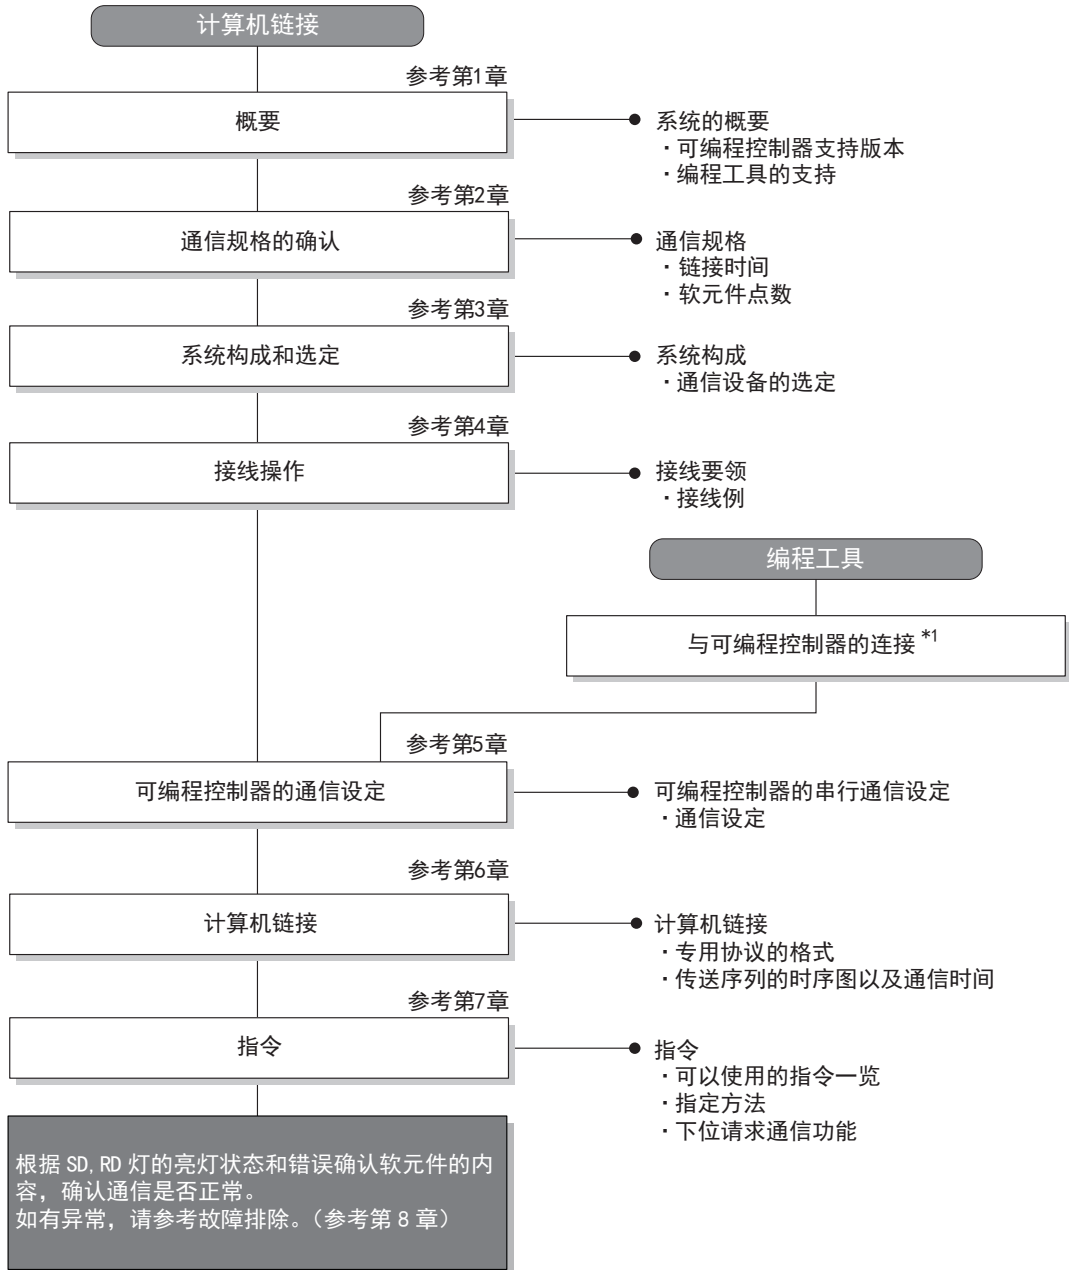 计算机链接
参考第1章
概要
系统的概要
·可编程控制器支持版本
·编程工具的支持
参考第2章
通信规格的确认
通信规格
·链接时间
·软元件点数
参考第3章
系统构成和选定
系统构成
·通信设备的选定
参考第4章
接线操作
接线要领
·接线例
编程工具
与可编程控制器的连接 *1
参考第5章
可编程控制器的通信设定
可编程控制器的串行通信设定
·通信设定
参考第6章
计算机链接
计算机链接
·专用协议的格式
·传送序列的时序图以及通信时间
参考第7章
指令
指令
·可以使用的指令一览
·指定方法
·下位请求通信功能
根据 SD, RD 灯的亮灯状态和错误确认软元件的内
容，确认通信是否正常。
如有异常，请参考故障排除。（参考第 8 章）